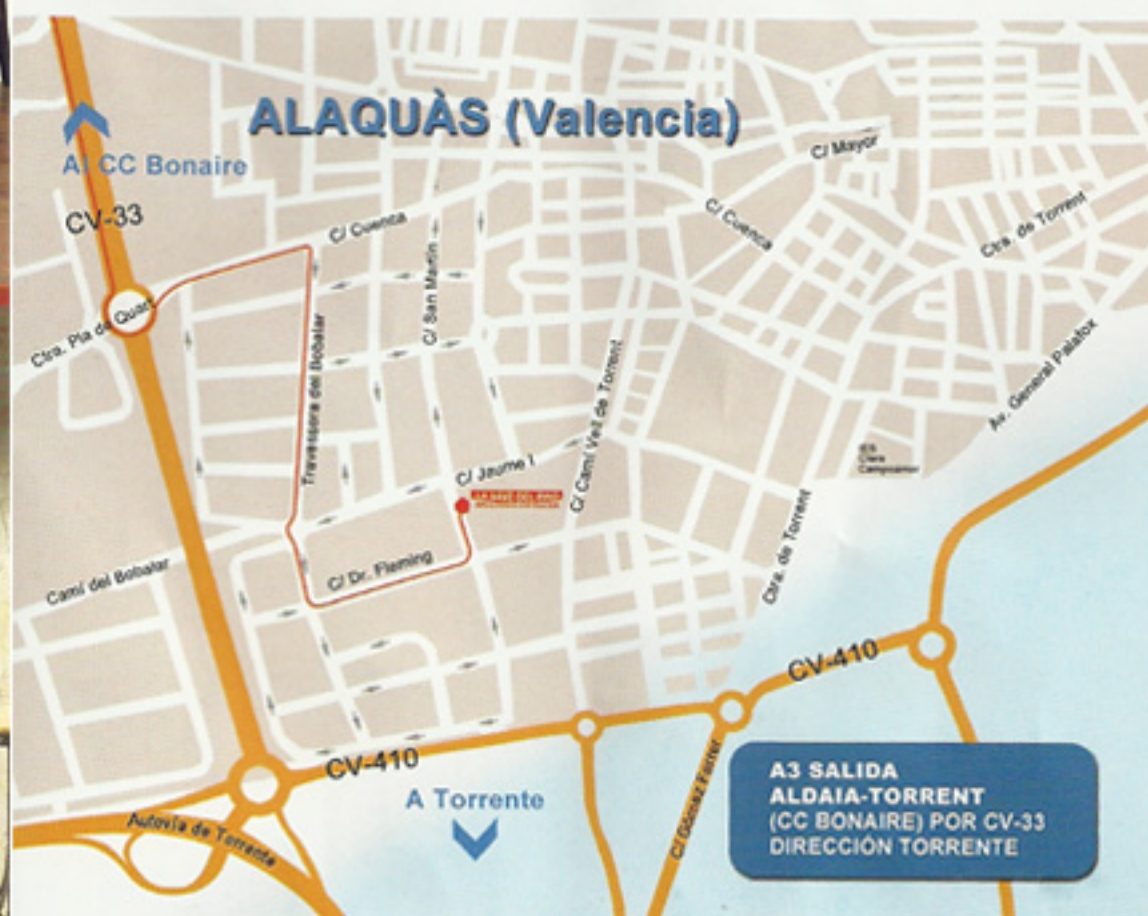 ALAQUÀS (Valencia)
Al CC Bonaire
CV-33
C/ Mayor
C/ Cuenca
C/ Cuenca
Ctra. de Torrent
C/ San Martín
Ctra. Pla de Quart
Travessera del Bobalar
C/ Camí Vell de Torrent
Av. General Palafox
IES
Clara
Campoamor
C/ Jaume I
C/ Dr. Fleming
Camí del Bobalar
Ctra. de Torrent
CV-410
CV-410
A Torrente
Autovía de Torrente
C/ Gómez Ferrer
A3 SALIDA
ALDAIA-TORRENT
(CC BONAIRE) POR CV-33
DIRECCIÓN TORRENTE